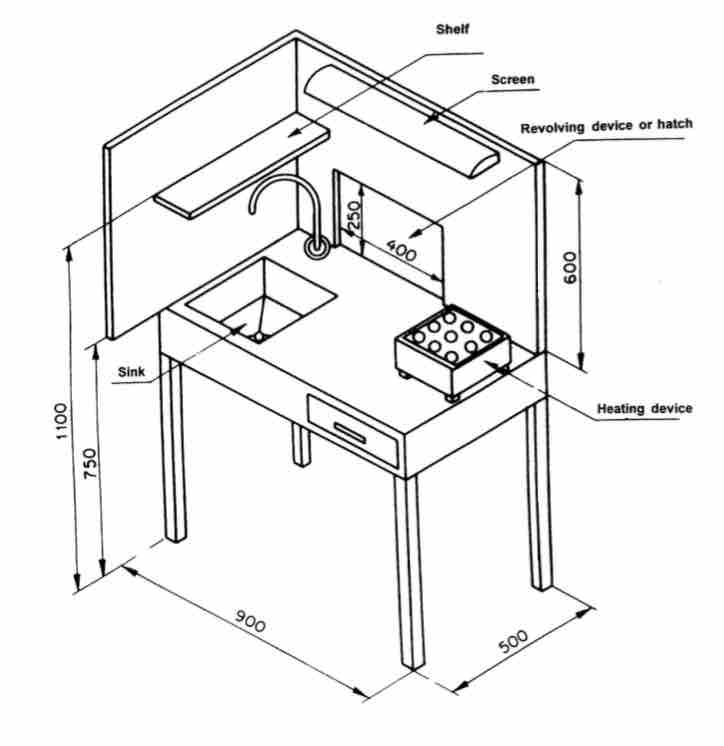 Shelf
Screen
Revolving device or hatch
250
400
600
Sink
Heating device
1100
750
900
500